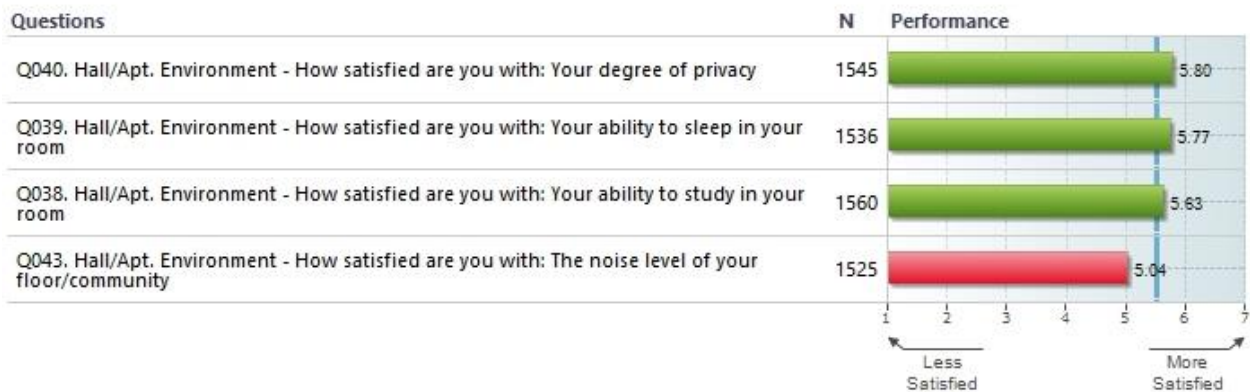 Questions N Performance
Q040. Hall/Apt. Environment - How satisfied are you with: Your degree of privacy 1545 5.80
Q039. Hall/Apt. Environment - How satisfied are you with: Your ability to sleep in your
room 1536 5.77
Q038. Hall/Apt. Environment - How satisfied are you with: Your ability to study in your
room 1560 5.63
Q043. Hall/Apt. Environment - How satisfied are you with: The noise level of your
floor/community 1525 5.04
1 2 3 4 5 6 7
Less More
Satisfied Satisfied